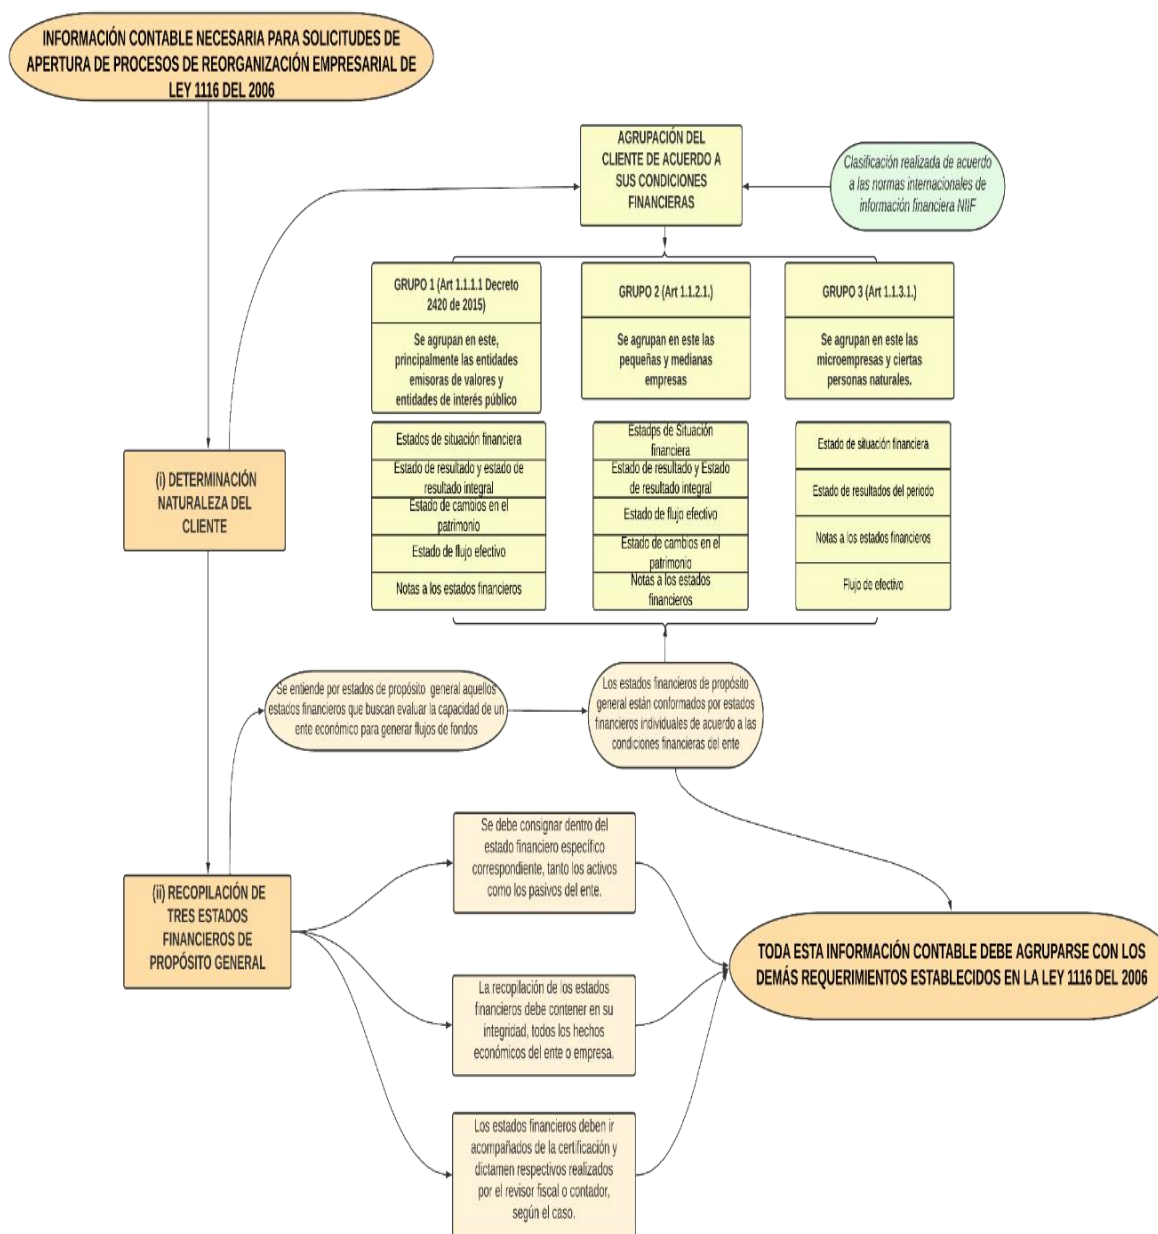 INFORMACIÓN CONTABLE NECESARIA PARA SOLICITUDES DE
APERTURA DE PROCESOS DE REORGANIZACIÓN EMPRESARIAL DE
LEY 1116 DEL 2006
AGRUPACIÓN DEL
CLIENTE DE ACUERDO A
SUS CONDICIONES
FINANCIERAS
Clasificación realizada de acuerdo
a las normas internacionales de
información financiera NIIF
GRUPO 1 (Art 1.1.1.1 Decreto
2420 de 2015)
Se agrupan en este,
principalmente las entidades
emisoras de valores y
entidades de interés público
GRUPO 2 (Art 1.1.2.1.)
Se agrupan en este las
pequeñas y medianas
empresas
GRUPO 3 (Art 1.1.3.1.)
Se agrupan en este las
microempresas y ciertas
personas naturales.
Estados de situación financiera
Estado de resultado y estado de
resultado integral
Estado de cambios en el
patrimonio
Estado de flujo efectivo
Notas a los estados financieros
Estadps de Situación
financiera
Estado de resultado y Estado
de resultado integral
Estado de flujo efectivo
Estado de cambios en el
patrimonio
Notas a los estados
financieros
Estado de situación financiera
Estado de resultados del periodo
Notas a los estados financieros
Flujo de efectivo
(i) DETERMINACIÓN
NATURALEZA DEL
CLIENTE
Se entiende por estados de propósito general aquellos
estados financieros que buscan evaluar la capacidad de un
ente económico para generar flujos de fondos
Los estados financieros de propósito
general están conformados por estados
financieros individuales de acuerdo a las
condiciones financieras del ente
(ii) RECOPILACIÓN DE
TRES ESTADOS
FINANCIEROS DE
PROPÓSITO GENERAL
Se debe consignar dentro del
estado financiero específico
correspondiente, tanto los activos
como los pasivos del ente.
La recopilación de los estados
financieros debe contener en su
integridad, todos los hechos
económicos del ente o empresa.
Los estados financieros deben ir
acompañados de la certificación y
dictamen respectivos realizados
por el revisor fiscal o contador,
según el caso.
TODA ESTA INFORMACIÓN CONTABLE DEBE AGRUPARSE CON LOS
DEMÁS REQUERIMIENTOS ESTABLECIDOS EN LA LEY 1116 DEL 2006